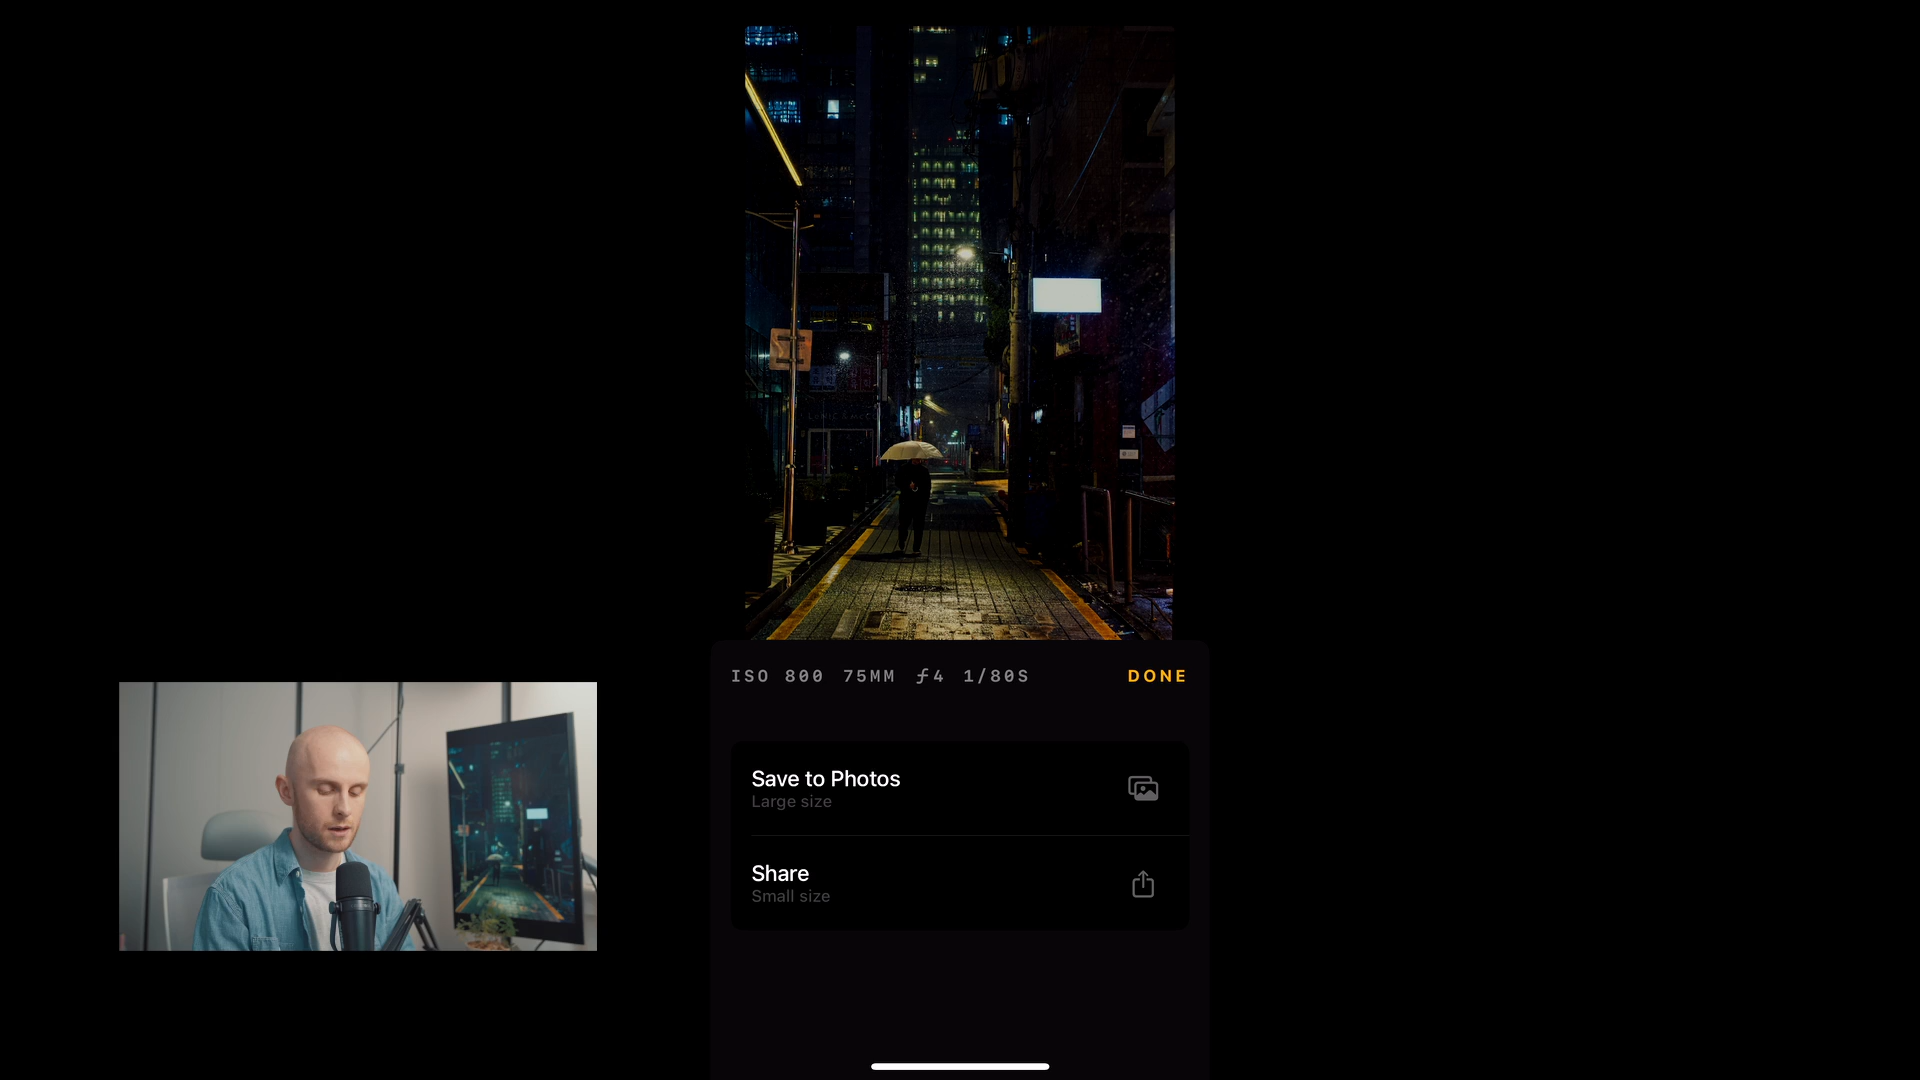 ISO 800 75MM ƒ4 1/80S DONE
Save to Photos
Large size
Share
Small size